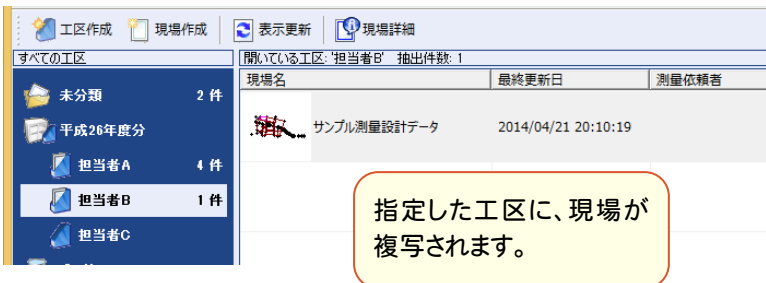 工区作成 現場作成 表示更新 現場詳細
すべての工区
開いている工区: '担当者B' 抽出件数: 1
現場名 最終更新日 測量依頼者
未分類 2 件
サンプル測量設計データ 2014/04/21 20:10:19
平成26年度分
担当者A 4 件
担当者B 1 件
担当者C
指定した工区に、現場が
複写されます。